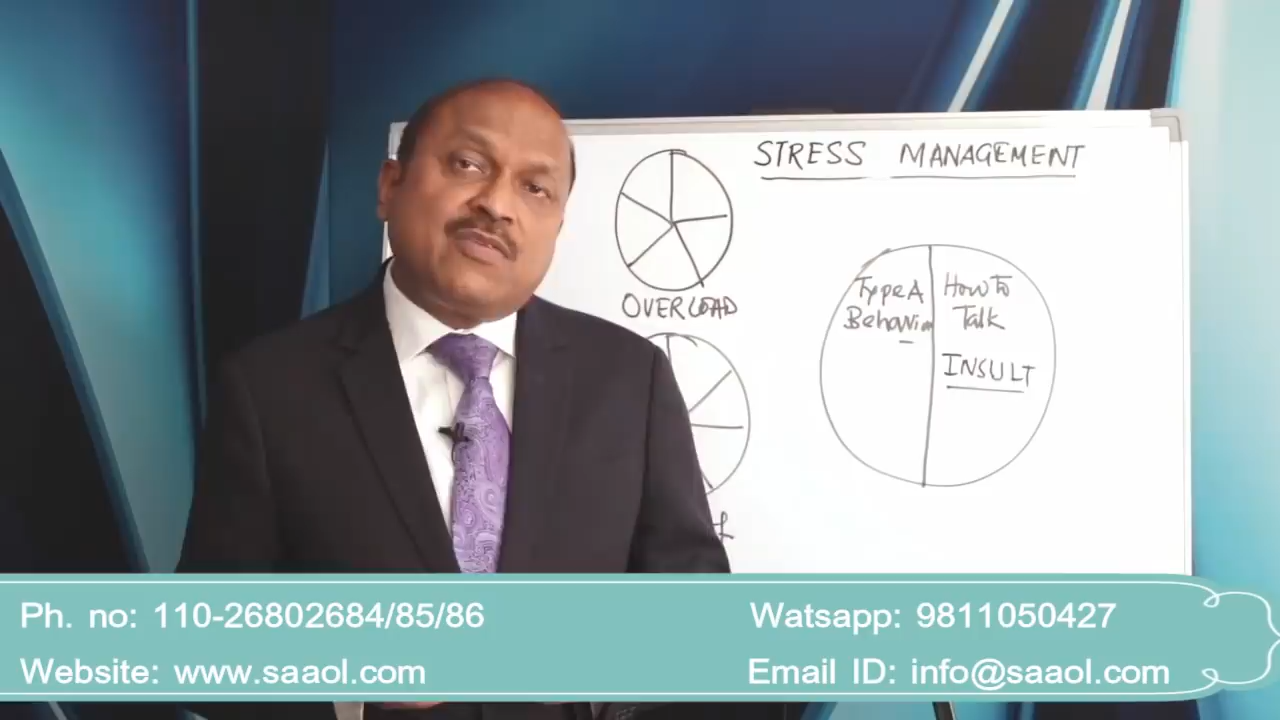 STRESS MANAGEMENT
OVERLOAD
Type A
Behavior
How To
Talk
INSULT
Ph. no: 110-26802684/85/86
Watsapp: 9811050427
Website: www.saaol.com
Email ID: info@saaol.com